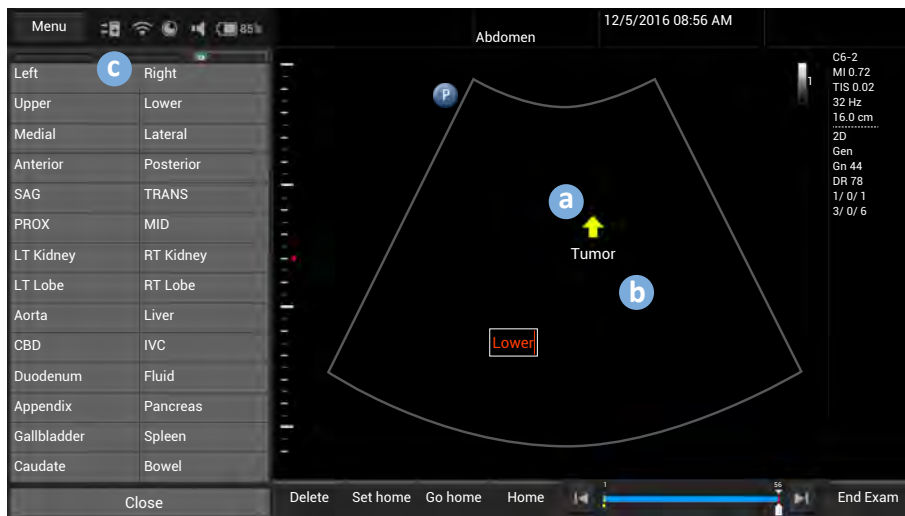 Menu
85%
12/5/2016 08:56 AM
Abdomen
c
Left Right
Upper Lower
Medial Lateral
Anterior Posterior
SAG TRANS
PROX MID
LT Kidney RT Kidney
LT Lobe RT Lobe
Aorta Liver
CBD IVC
Duodenum Fluid
Appendix Pancreas
Gallbladder Spleen
Caudate Bowel
Close
P
1
a
Tumor
b
Lower
C6-2
MI 0.72
TIS 0.02
32 Hz
16.0 cm
2D
Gen
Gn 44
DR 78
1/ 0/ 1
3/ 0/ 6
Delete Set home Go home Home
1 56
End Exam